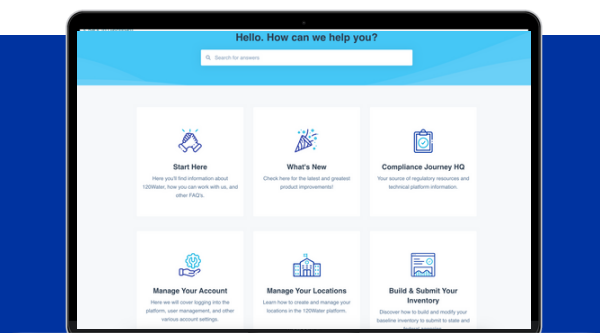 Hello. How can we help you?
Search for answers
Start Here
Here you'll find information about
120Water, how you can work with us, and
other FAQ's.
What's New
Check here for the latest and greatest
product improvements!
Compliance Journey HQ
Your source of regulatory resources and
technical platform information.
Manage Your Account
Here we will cover logging into the
platform, user management, and other
various account settings.
Manage Your Locations
Learn how to create and manage your
locations in the 120Water platform.
Build & Submit Your
Inventory
Discover how to build and modify your
baseline inventory to submit to state and